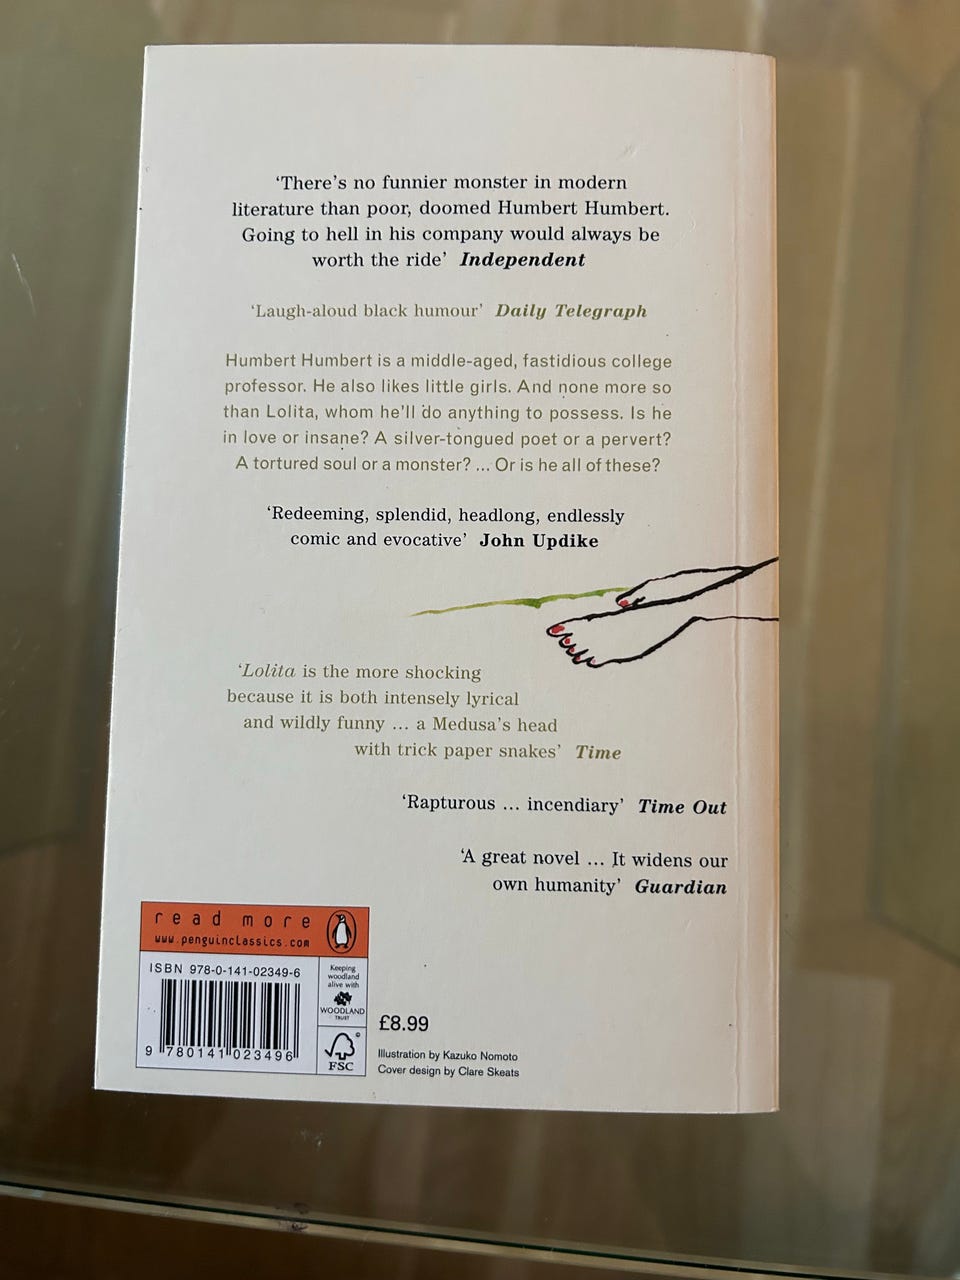 ‘There’s no funnier monster in modern
literature than poor, doomed Humbert Humbert.
Going to hell in his company would always be
worth the ride’ Independent
‘Laugh-aloud black humour’ Daily Telegraph
Humbert Humbert is a middle-aged, fastidious college
professor. He also likes little girls. And none more so
than Lolita, whom he’ll do anything to possess. Is he
in love or insane? A silver-tongued poet or a pervert?
A tortured soul or a monster? ... Or is he all of these?
‘Redeeming, splendid, headlong, endlessly
comic and evocative’ John Updike
‘Lolita is the more shocking
because it is both intensely lyrical
and wildly funny ... a Medusa’s head
with trick paper snakes’ Time
‘Rapturous ... incendiary’ Time Out
‘A great novel ... It widens our
own humanity’ Guardian
read more
www.penguinclassics.com
ISBN 978-0-141-02349-6
9 780141 023496
Keeping
woodland
alive with
WOODLAND
TRUST
FSC
£8.99
Illustration by Kazuko Nomoto
Cover design by Clare Skeats